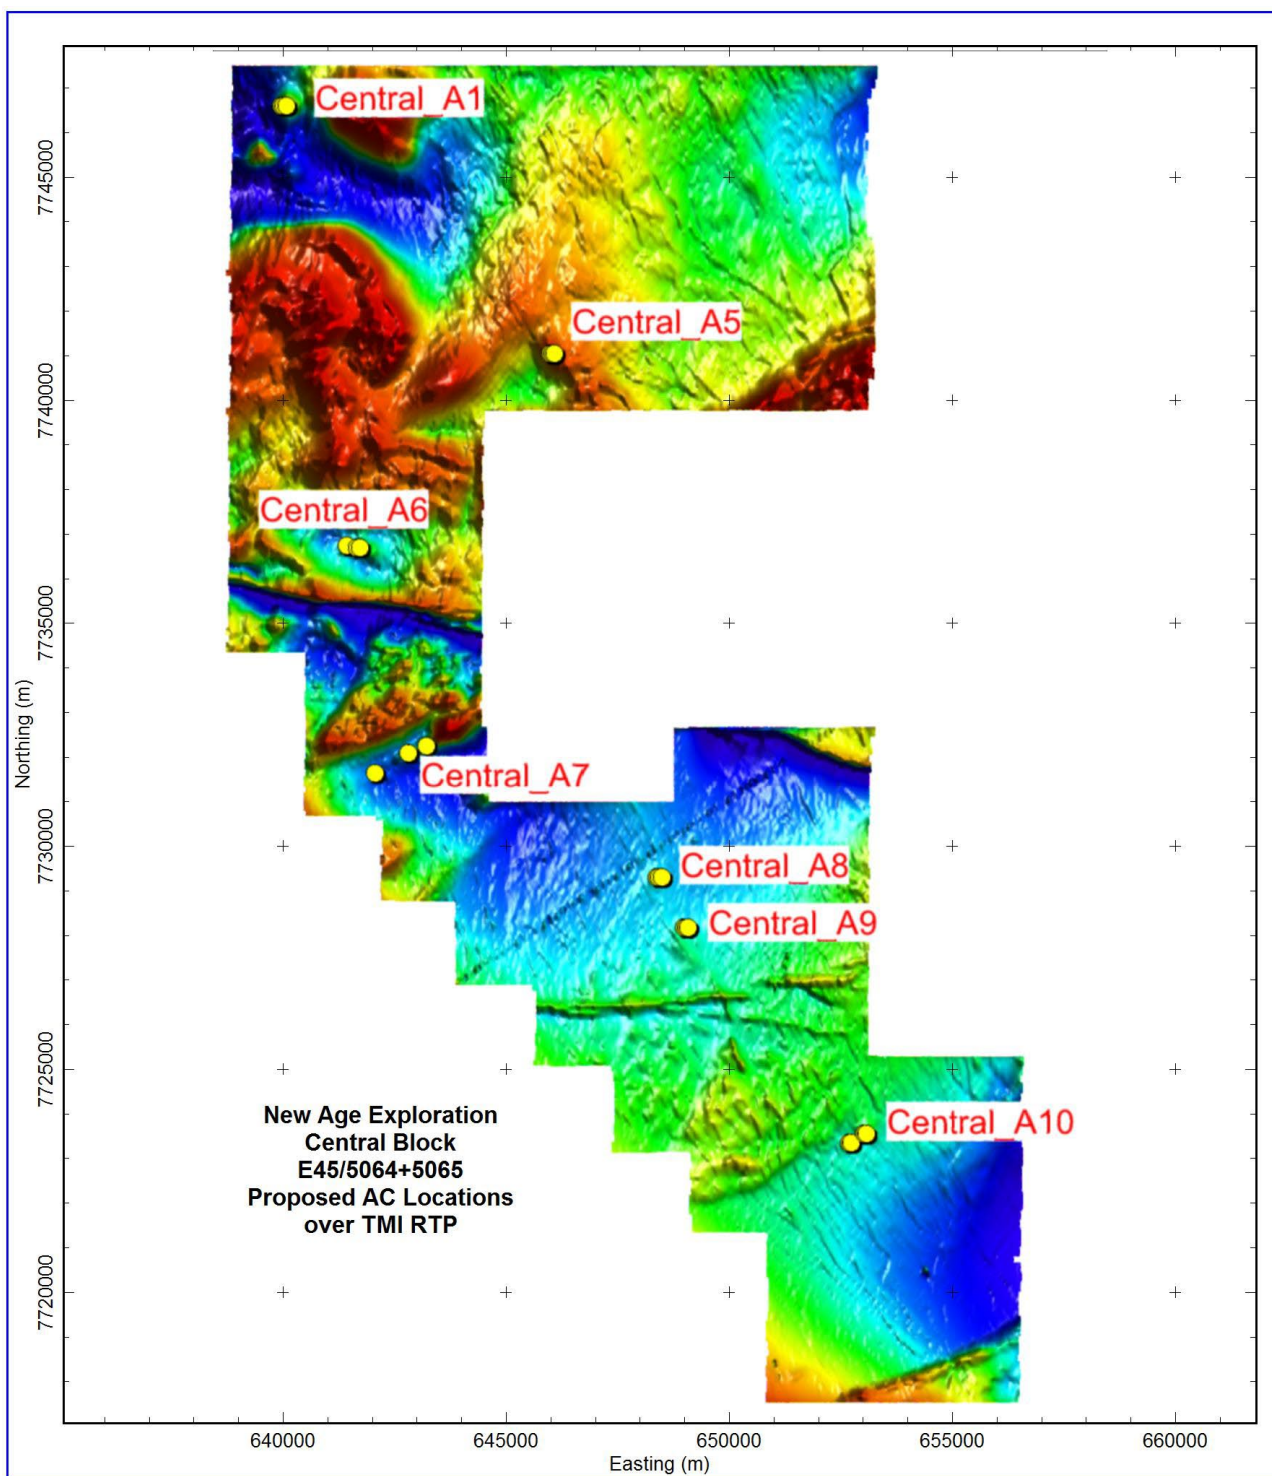 Central_A1
7745000
Central_A5
7740000
Central_A6
7735000
Northing (m)
Central_A7
7730000
Central_A8
Central_A9
7725000
New Age Exploration
Central Block
E45/5064+5065
Proposed AC Locations
over TMI RTP
Central_A10
7720000
640000 645000 650000 655000 660000
Easting (m)